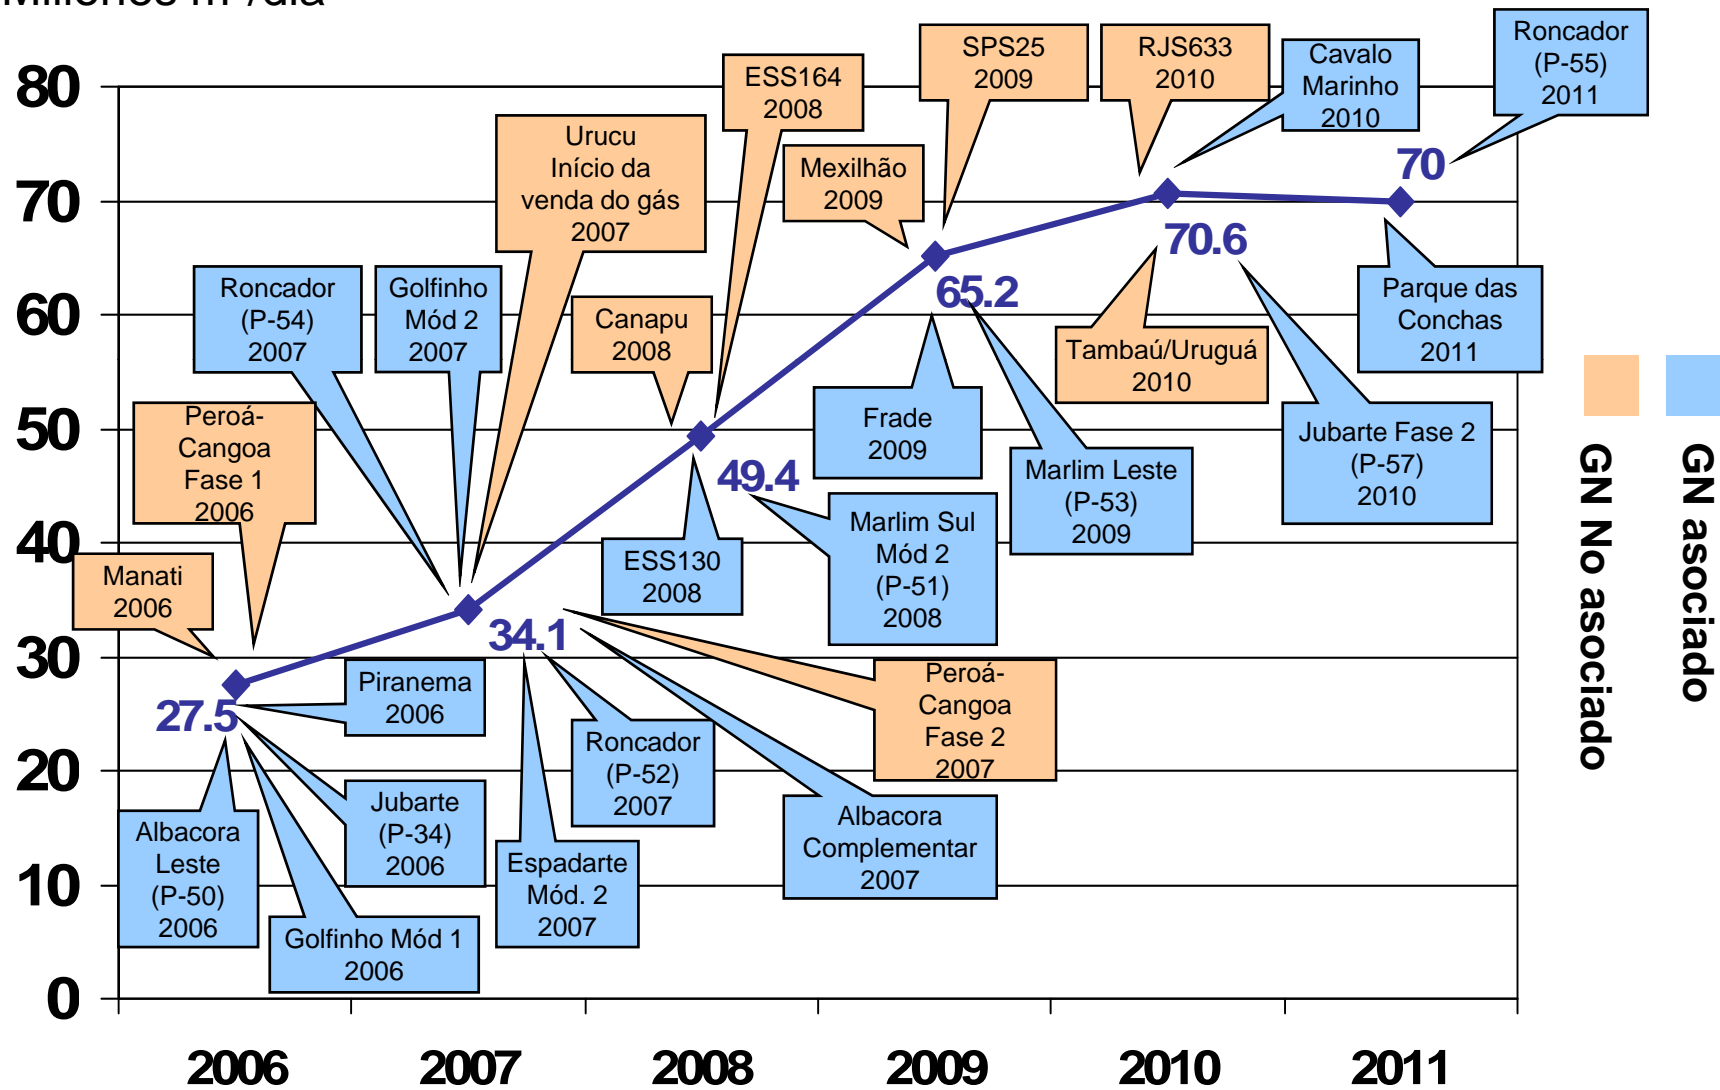 Millones m³/dia
80
70
60
50
40
30
20
10
0
2006
2007
2008
2009
2010
2011
27.5
34.1
49.4
65.2
70.6
70
Manati
2006
Peroá-
Cangoa
Fase 1
2006
Roncador
(P-54)
2007
Golfinho
Mód 2
2007
Urucu
Início da
venda do gás
2007
Canapu
2008
ESS164
2008
Mexilhão
2009
SPS25
2009
RJS633
2010
Cavalo
Marinho
2010
Roncador
(P-55)
2011
Piranema
2006
Jubarte
(P-34)
2006
Albacora
Leste
(P-50)
2006
Golfinho Mód 1
2006
Espadarte
Mód. 2
2007
Roncador
(P-52)
2007
Albacora
Complementar
2007
Peroá-
Cangoa
Fase 2
2007
ESS130
2008
Marlim Sul
Mód 2
(P-51)
2008
Frade
2009
Marlim Leste
(P-53)
2009
Tambaú/Uruguá
2010
Jubarte Fase 2
(P-57)
2010
Parque das
Conchas
2011
GN No asociado
GN asociado